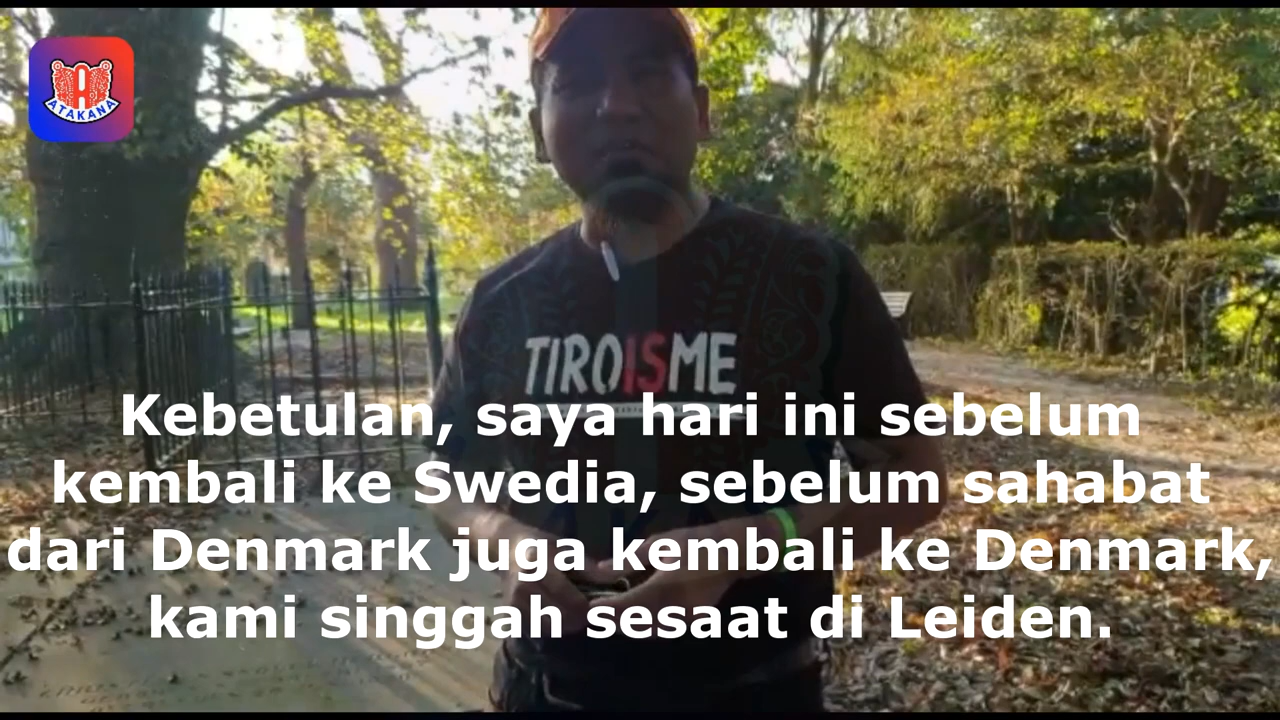 ATAKANA
TIROISME
Kebetulan, saya hari ini sebelum
kembali ke Swedia, sebelum sahabat
dari Denmark juga kembali ke Denmark,
kami singgah sesaat di Leiden.